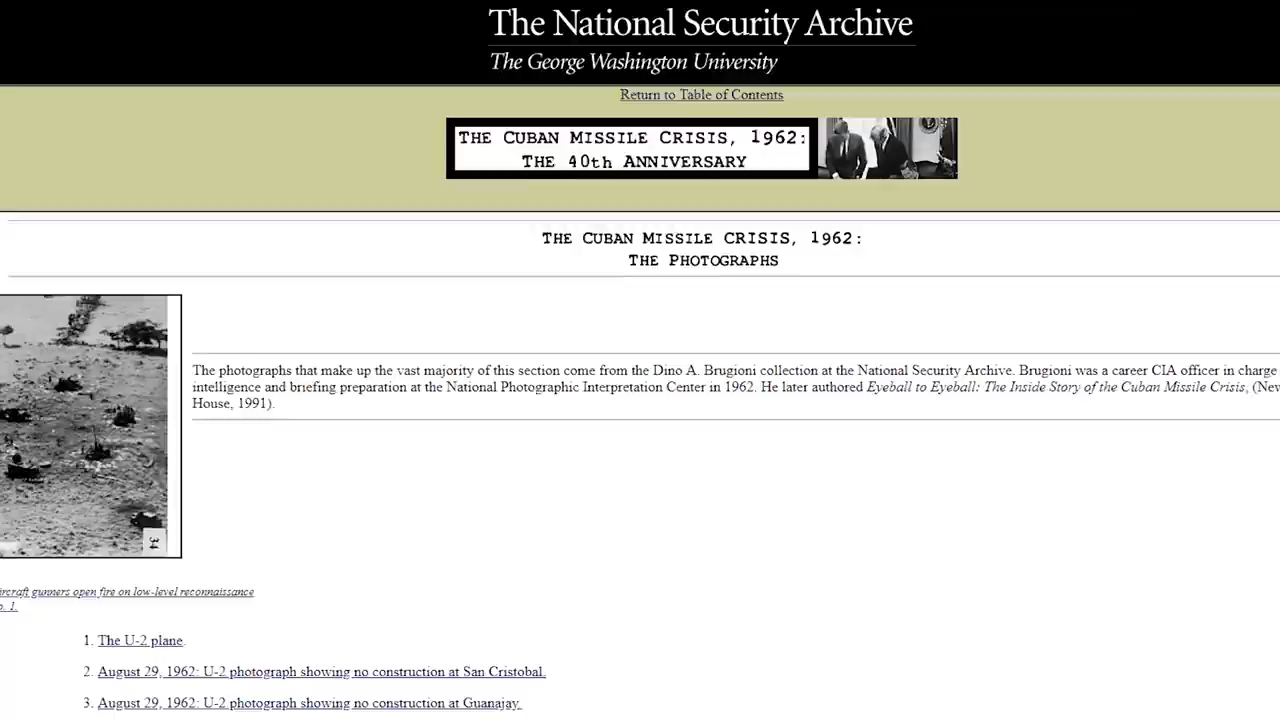 The National Security Archive
The George Washington University
Return to Table of Contents
THE CUBAN MISSILE CRISIS, 1962:
THE 40th ANNIVERSARY
THE CUBAN MISSILE CRISIS, 1962:
THE PHOTOGRAPHS
The photographs that make up the vast majority of this section come from the Dino A. Brugioni collection at the National Security Archive. Brugioni was a career CIA officer in charge
intelligence and briefing preparation at the National Photographic Interpretation Center in 1962. He later authored Eyeball to Eyeball: The Inside Story of the Cuban Missile Crisis, (New
House, 1991).
34
ircraft gunners open fire on low-level reconnaissance
o. 1.
1. The U-2 plane.
2. August 29, 1962: U-2 photograph showing no construction at San Cristobal.
3. August 29, 1962: U-2 photograph showing no construction at Guanajay.